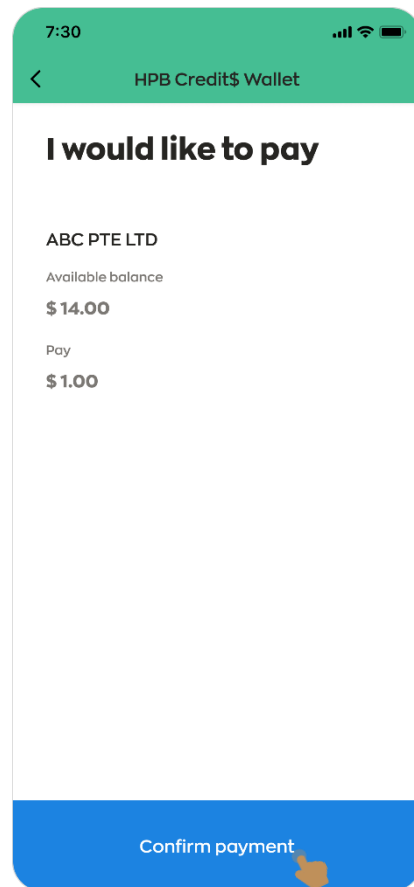 7:30
HPB Credit$ Wallet
I would like to pay
ABC PTE LTD
Available balance
$ 14.00
Pay
$ 1.00
Confirm payment